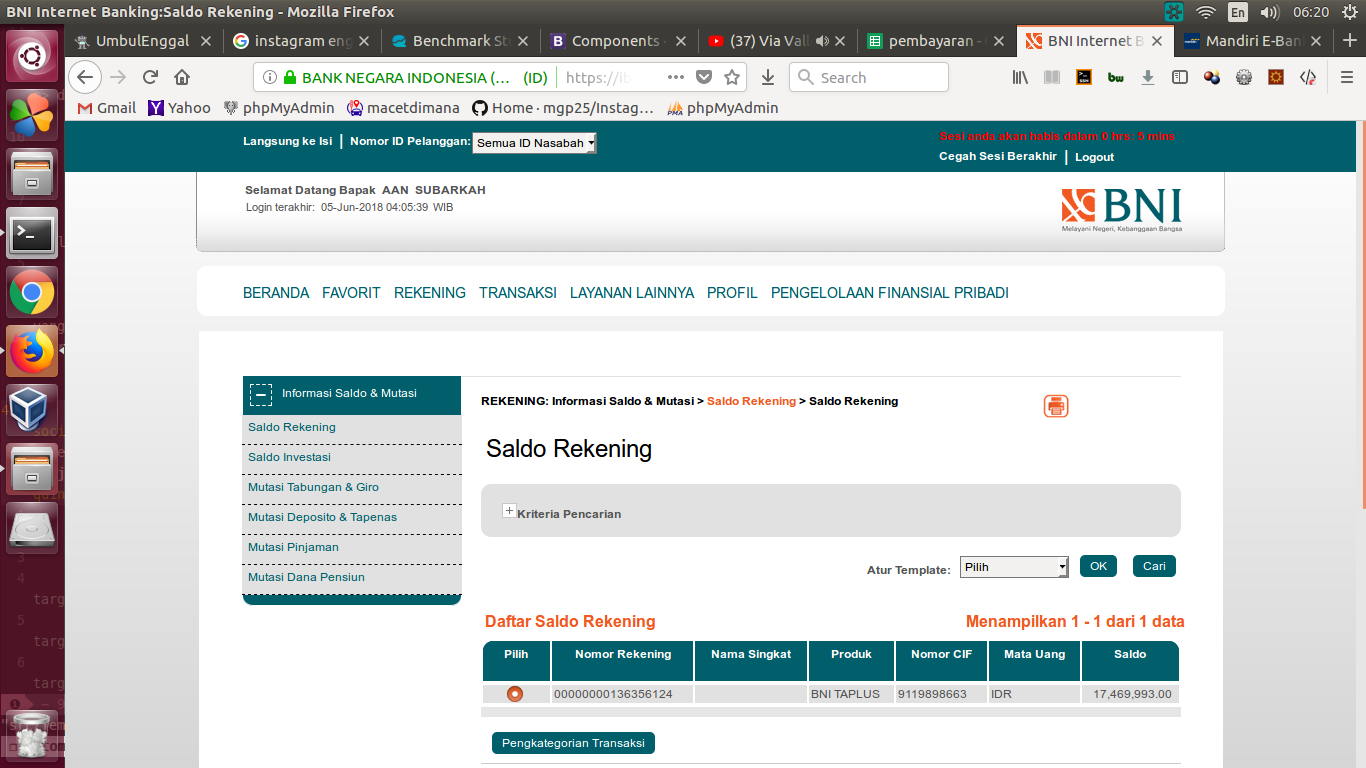 BNI Internet Banking:Saldo Rekening - Mozilla Firefox
En 06:20
UmbulEnggal
instagram eng
Benchmark St
Components
(37) Via Vall
pembayaran -
BNI Internet B
Mandiri E-Ban
BANK NEGARA INDONESIA (… (ID)
https://ib
Search
Gmail
Yahoo
phpMyAdmin
macetdimana
Home · mgp25/Instag…
phpMyAdmin
Langsung ke Isi | Nomor ID Pelanggan: Semua ID Nasabah
Sesi anda akan habis dalam 0 hrs: 5 mins
Cegah Sesi Berakhir | Logout
Selamat Datang Bapak AAN SUBARKAH
Login terakhir: 05-Jun-2018 04:05:39 WIB
BNI
Melayani Negeri, Kebanggaan Bangsa
BERANDA FAVORIT REKENING TRANSAKSI LAYANAN LAINNYA PROFIL PENGELOLAAN FINANSIAL PRIBADI
Informasi Saldo & Mutasi
Saldo Rekening
Saldo Investasi
Mutasi Tabungan & Giro
Mutasi Deposito & Tapenas
Mutasi Pinjaman
Mutasi Dana Pensiun
REKENING: Informasi Saldo & Mutasi > Saldo Rekening > Saldo Rekening
Saldo Rekening
Kriteria Pencarian
Atur Template: Pilih OK Cari
Daftar Saldo Rekening
Menampilkan 1 - 1 dari 1 data
Pilih Nomor Rekening Nama Singkat Produk Nomor CIF Mata Uang Saldo
00000000136356124 BNI TAPLUS 9119898663 IDR 17,469,993.00
Pengkategorian Transaksi